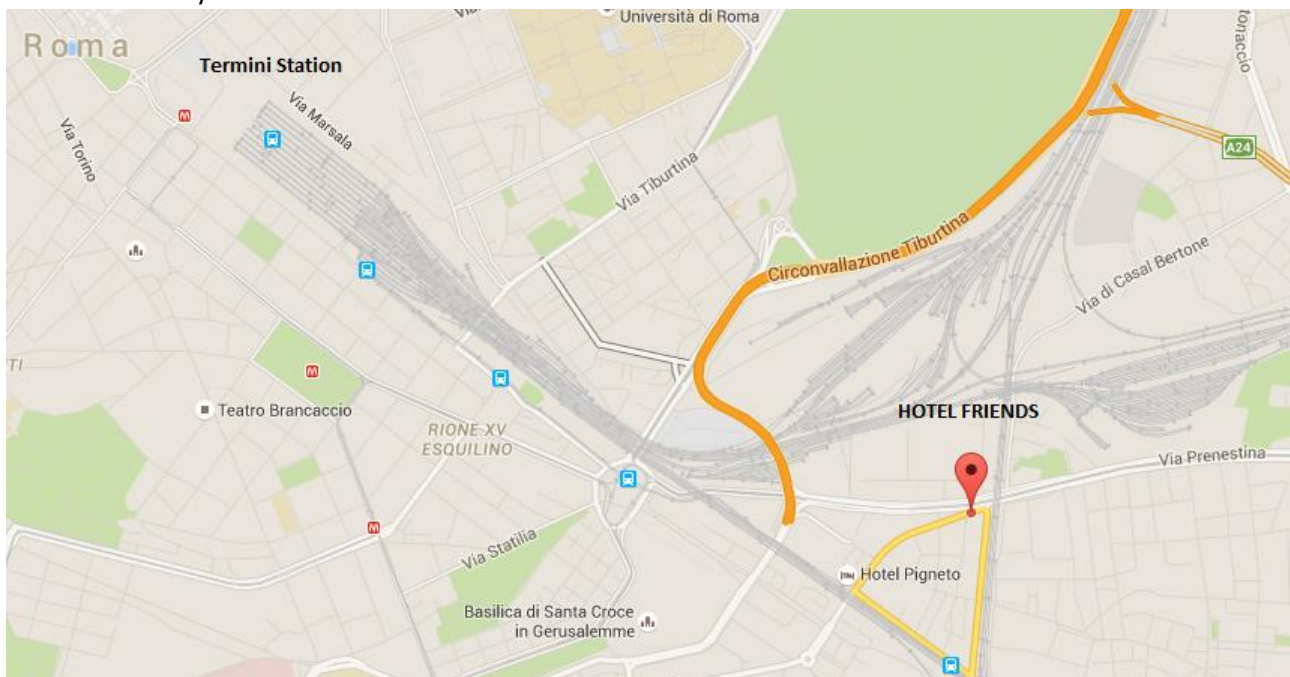 Università di Roma
Roma
Termini Station
M
Via Marsala
Via Torino
Via Tiburtina
A24
Circonvallazione Tiburtina
Via di Casal Bertone
M
Teatro Brancaccio
RIONE XV
ESQUILINO
HOTEL FRIENDS
Via Prenestina
M
Via Statilia
Hotel Pigneto
Basilica di Santa Croce
in Gerusalemme